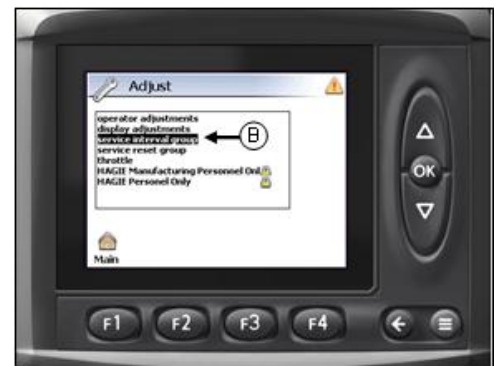 Adjust
operator adjustments
display adjustments
service interval group
B
service reset group
throttle
HAGIE Manufacturing Personnel Onl
HAGIE Personel Only
Main
OK
F1 F2 F3 F4